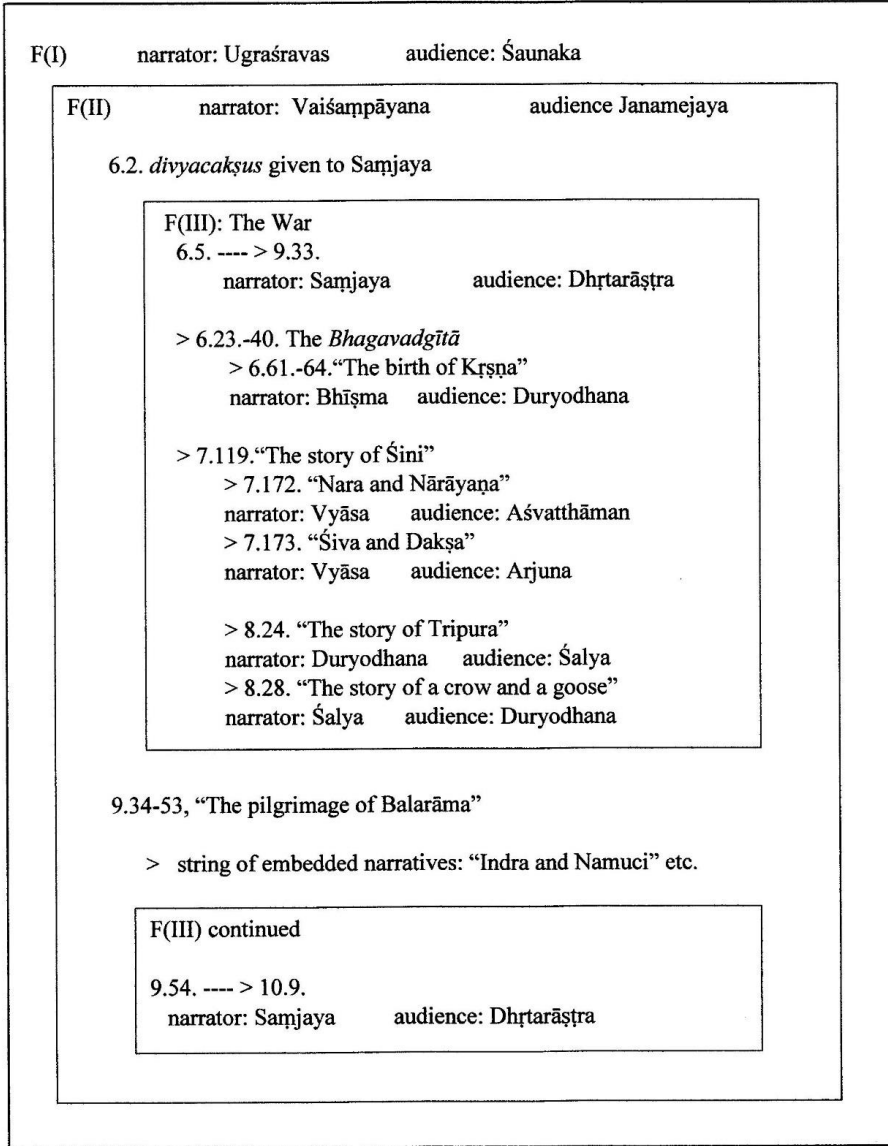 F(I) narrator: Ugraśravas audience: Śaunaka
F(II) narrator: Vaiśaṃpāyana audience Janamejaya
6.2. divyacakṣus given to Saṃjaya
F(III): The War
6.5. ---- > 9.33.
narrator: Saṃjaya audience: Dhṛtarāṣṭra
> 6.23.-40. The Bhagavadgītā
> 6.61.-64.“The birth of Kṛṣṇa”
narrator: Bhīṣma audience: Duryodhana
> 7.119.“The story of Śini”
> 7.172. “Nara and Nārāyaṇa”
narrator: Vyāsa audience: Aśvatthāman
> 7.173. “Śiva and Dakṣa”
narrator: Vyāsa audience: Arjuna
> 8.24. “The story of Tripura”
narrator: Duryodhana audience: Śalya
> 8.28. “The story of a crow and a goose”
narrator: Śalya audience: Duryodhana
9.34-53, “The pilgrimage of Balarāma”
> string of embedded narratives: “Indra and Namuci” etc.
F(III) continued
9.54. ---- > 10.9.
narrator: Saṃjaya audience: Dhṛtarāṣṭra